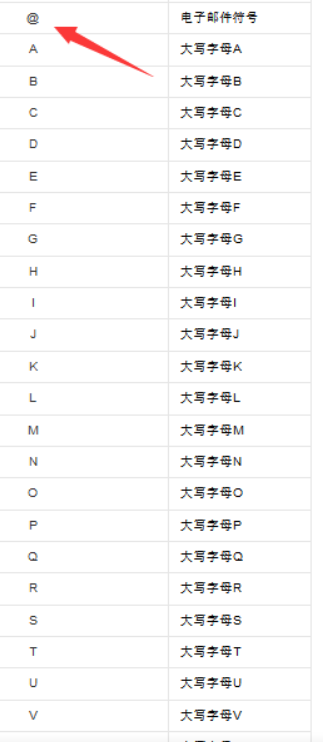 @ 电子邮件符号
A 大写字母A
B 大写字母B
C 大写字母C
D 大写字母D
E 大写字母E
F 大写字母F
G 大写字母G
H 大写字母H
I 大写字母I
J 大写字母J
K 大写字母K
L 大写字母L
M 大写字母M
N 大写字母N
O 大写字母O
P 大写字母P
Q 大写字母Q
R 大写字母R
S 大写字母S
T 大写字母T
U 大写字母U
V 大写字母V